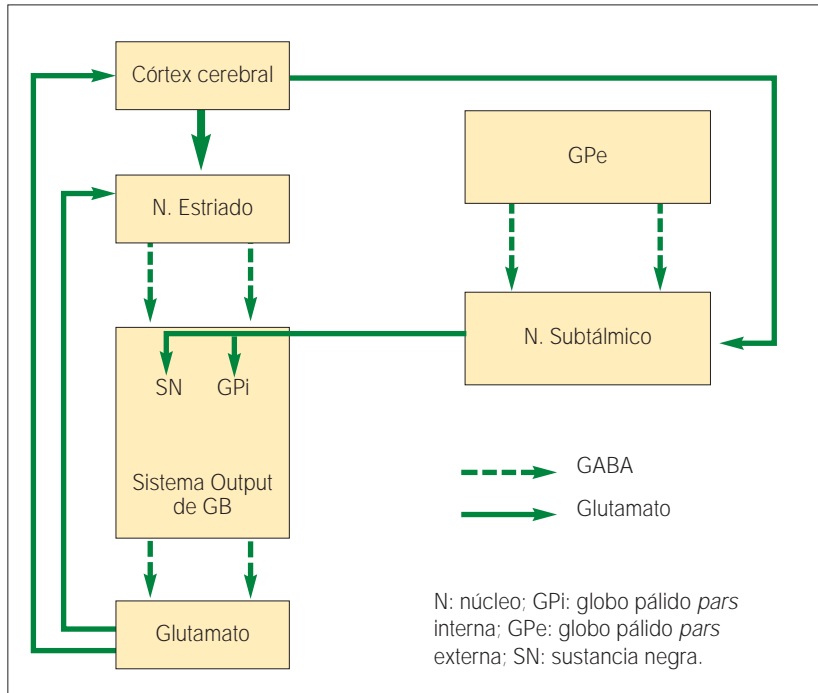 Córtex cerebral
GPe
N. Estriado
N. Subtálmico
SN GPi
Sistema Output
de GB
GABA
Glutamato
Glutamato
N: núcleo; GPi: globo pálido pars
interna; GPe: globo pálido pars
externa; SN: sustancia negra.